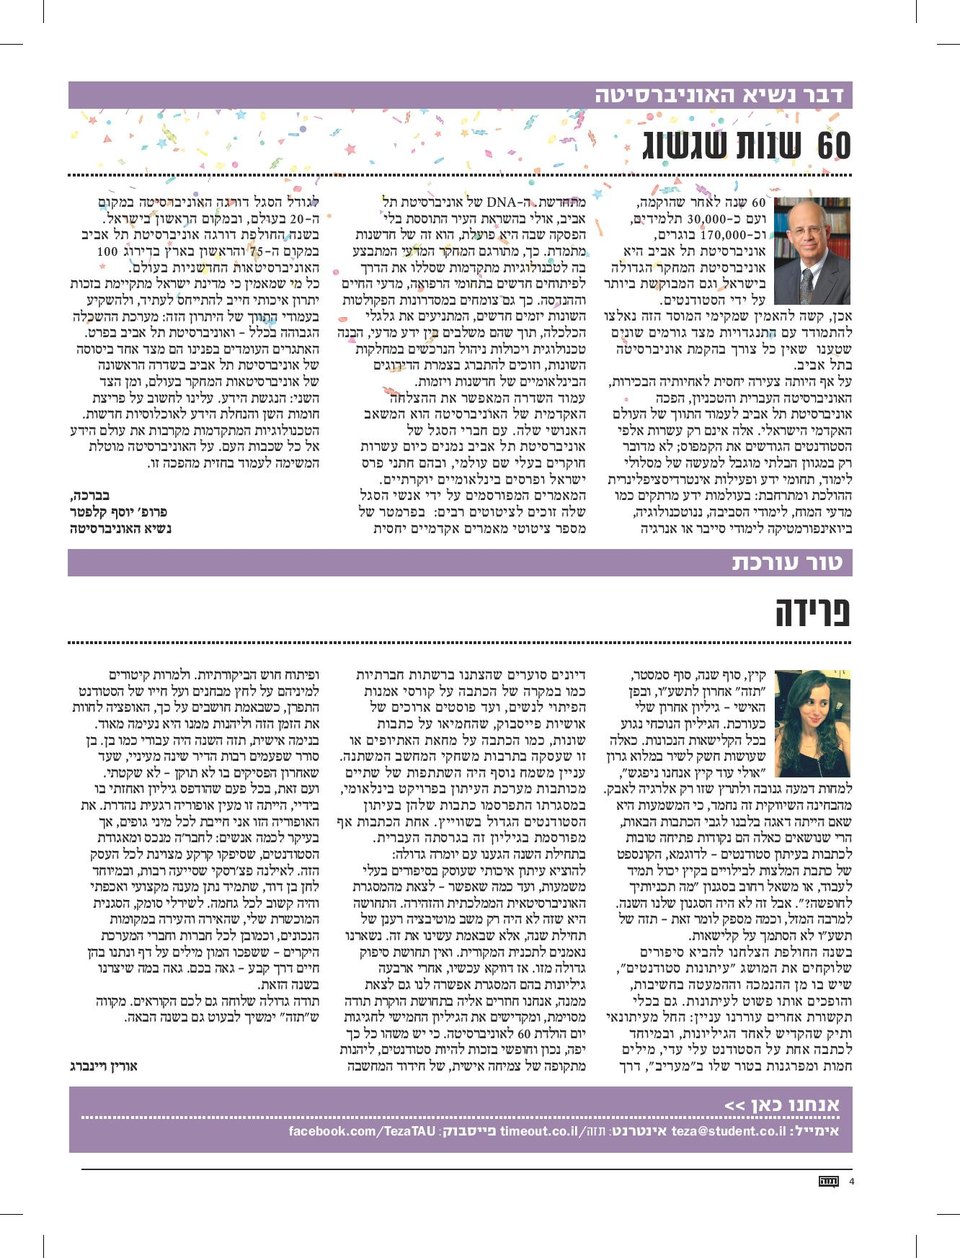 דבר נשיא האוניברסיטה
60 שנות שגשוג
60 שנה לאחר שהוקמה,
ועם כ-30,000 תלמידים,
וכ-170,000 בוגרים,
אוניברסיטת תל אביב היא
אוניברסיטת המחקר הגדולה
בישראל וגם המבוקשת ביותר
על ידי הסטודנטים.
אכן, קשה להאמין שמקימי המוסד הזה נאלצו
להתמודד עם התנגדויות מצד גורמים שונים
שטענו שאין כל צורך בהקמת אוניברסיטה
בתל אביב.
על אף היותה צעירה יחסית לאחיותיה הבכירות,
האוניברסיטה העברית והטכניון, הפכה
אוניברסיטת תל אביב לעמוד התווך של העולם
האקדמי הישראלי. אלה אינם רק עשרות אלפי
הסטודנטים הגודשים את הקמפוס; לא מדובר
רק במגוון הבלתי מוגבל למעשה של מסלולי
לימוד, תחומי ידע ופעילות אינטרדיסציפלינרית
ההולכת ומתרחבת: בעולמות ידע מרתקים כמו
מדעי המוח, לימודי הסביבה, ננוטכנולוגיה,
ביואינפורמטיקה לימודי סייבר או אנרגיה
מתחדשת. ה-DNA של אוניברסיטת תל
אביב, אולי בהשראת העיר התוססת בלי
הפסקה שבה היא פועלת, הוא זה של חדשנות
מתמדת. כך, מתורגם המחקר המדעי המתבצע
בה לטכנולוגיות מתקדמות שסללו את הדרך
לפיתוחים חדשים בתחומי הרפואה, מדעי החיים
וההנדסה. כך גם צומחים במסדרונות הפקולטות
השונות יזמים חדשים, המתניעים את גלגלי
הכלכלה, תוך שהם משלבים בין ידע מדעי, הבנה
טכנולוגית ויכולות ניהול הנרכשים במחלקות
השונות, וזוכים להתברג בצמרת הדירוגים
הבינלאומיים של חדשנות ויזמות.
עמוד השדרה המאפשר את ההצלחה
האקדמית של האוניברסיטה הוא המשאב
האנושי שלה. עם חברי הסגל של
אוניברסיטת תל אביב נמנים כיום עשרות
חוקרים בעלי שם עולמי, ובהם חתני פרס
ישראל ופרסים בינלאומיים יוקרתיים.
המאמרים המפורסמים על ידי אנשי הסגל
שלה זוכים לציטוטים רבים: בפרמטר של
מספר ציטוטי מאמרים אקדמיים יחסית
לגודל הסגל דורגה האוניברסיטה במקום
ה-20 בעולם, ובמקום הראשון בישראל.
בשנה החולפת דורגה אוניברסיטת תל אביב
במקום ה-75 והראשון בארץ בדירוג 100
האוניברסיטאות החדשניות בעולם.
כל מי שמאמין כי מדינת ישראל מתקיימת בזכות
יתרון איכותי חייב להתייחס לעתיד, ולהשקיע
בעמודי התווך של היתרון הזה: מערכת ההשכלה
הגבוהה בכלל – ואוניברסיטת תל אביב בפרט.
האתגרים העומדים בפנינו הם מצד אחד ביסוסה
של אוניברסיטת תל אביב בשדרה הראשונה
של אוניברסיטאות המחקר בעולם, ומן הצד
השני: הנגשת הידע. עלינו לחשוב על פריצת
חומות השן והנחלת הידע לאוכלוסיות חדשות.
הטכנולוגיות המתקדמות מקרבות את עולם הידע
אל כל שכבות העם. על האוניברסיטה מוטלת
המשימה לעמוד בחזית מהפכה זו.
בברכה,
פרופ' יוסף קלפטר
נשיא האוניברסיטה
טור עורכת
פרידה
קיץ, סוף שנה, סוף סמסטר,
"תזה" אחרון לתשע"ו, ובפן
האישי - גיליון אחרון שלי
כעורכת. הגיליון הנוכחי נגוע
בכל הקלישאות הנכונות. כאלה
שעושות חשק לשיר במלוא גרון
"אולי עוד קיץ אנחנו ניפגש",
למחות דמעה גנובה ולתרץ שזו רק אלרגיה לאבק.
מהבחינה השיווקית זה נחמד, כי המשמעות היא
שאם הייתה דאגה בלבנו לגבי הכתבות הבאות,
הרי שנושאים כאלה הם נקודות פתיחה טובות
לכתבות בעיתון סטודנטים - לדוגמא, הקונספט
של כתבת המלצות לבילויים בקיץ יכול תמיד
לעבוד, או משאל רחוב בסגנון "מה תכניותיך
לחופשה?". אבל זה לא היה הסגנון שלנו השנה.
למרבה המזל, וכמה מספק לומר זאת - תזה של
תשע"ו לא הסתמך על קלישאות.
בשנה החולפת הצלחנו להביא סיפורים
שלוקחים את המושג "עיתונות סטודנטים",
שיש בו מן ההנמכה וההמעטה בחשיבות,
והופכים אותו פשוט לעיתונות. גם בכלי
תקשורת אחרים עוררנו עניין: החל מעיתונאי
ותיק שהקדיש לאחד הגיליונות, ובמיוחד
לכתבה אחת על הסטודנט עלי עדי, מילים
חמות ומפרגנות בטור שלו ב"מעריב", דרך
דיונים סוערים שהצתנו ברשתות חברתיות
כמו במקרה של הכתבה על קורסי אמנות
הפיתוי לנשים, ועד פוסטים ארוכים של
אושיות פייסבוק, שהחמיאו על כתבות
שונות, כמו הכתבה על מחאת האתיופים או
זו שעסקה בתרבות משחקי המחשב המשתנה.
עניין משמח נוסף היה השתתפות של שתיים
מכותבות מערכת העיתון בפרויקט בינלאומי,
במסגרתו התפרסמו כתבות שלהן בעיתון
הסטודנטים הגדול בשווייץ. אחת הכתבות אף
מפורסמת בגיליון זה בגרסתה העברית.
בתחילת השנה הגענו עם יומרה גדולה:
להוציא עיתון איכותי שעוסק בסיפורים בעלי
משמעות, ועד כמה שאפשר - לצאת מהמסגרת
האוניברסיטאית הממלכתית והזהירה. התחושה
היא שזה לא היה רק משב מוטיבציה רענן של
תחילת שנה, אלא שבאמת עשינו את זה. נשארנו
נאמנים לתכנית המקורית. ואין תחושת סיפוק
גדולה מזו. אז דווקא עכשיו, אחרי ארבעה
גיליונות בהם המסגרת אפשרה לנו גם לצאת
ממנה, אנחנו חוזרים אליה בתחושת הוקרת תודה
מסוימת, ומקדישים את הגיליון החמישי לחגיגות
יום הולדת 60 לאוניברסיטה. כי יש משהו כל כך
יפה, נכון וחופשי בזכות להיות סטודנטים, ליהנות
מתקופה של צמיחה אישית, של חידוד המחשבה
ופיתוח חוש הביקורתיות. ולמרות קיטורים
למיניהם על לחץ מבחנים ועל חייו של הסטודנט
התפרן, כשבאמת חושבים על כך, האופציה לחוות
את הזמן הזה וליהנות ממנו היא נעימה מאוד.
בנימה אישית, תזה השנה היה עבורי כמו בן. בן
סורר שפעמים רבות הדיר שינה מעיניי, שעד
שאחרון הפסיקים בו לא תוקן - לא שקטתי.
ועם זאת, בכל פעם שהודפס גיליון ואחזתי בו
בידיי, הייתה זו מעין אופוריה רגעית נהדרת. את
האופוריה הזו אני חייבת לכל מיני גופים, אך
בעיקר לכמה אנשים: לחבר'ה מנכס ומאגודת
הסטודנטים, שסיפקו קרקע מצוינת לכל העסק
הזה. לאילנה פצ'רסקי שסייעה רבות, ובמיוחד
לחן בן דוד, שתמיד נתן מענה מקצועי ואכפתי
והיה קשוב לכל גחמה. לשירלי סומק, הסגנית
המוכשרת שלי, שהאירה והעירה במקומות
הנכונים, וכמובן לכל חברות וחברי המערכת
היקרים - ששפכו המון מילים על דף ונתנו בהן
חיים דרך קבע - גאה בכם. גאה במה שיצרנו
בשנה הזאת.
תודה גדולה שלוחה גם לכם הקוראים. מקווה
ש"תזה" ימשיך לבעוט גם בשנה הבאה.
אורין ויינברג
אנחנו כאן >>
אימייל: teza@student.co.il אינטרנט: timeout.co.il/תזה פייסבוק: facebook.com/TezaTAU
4 תזה